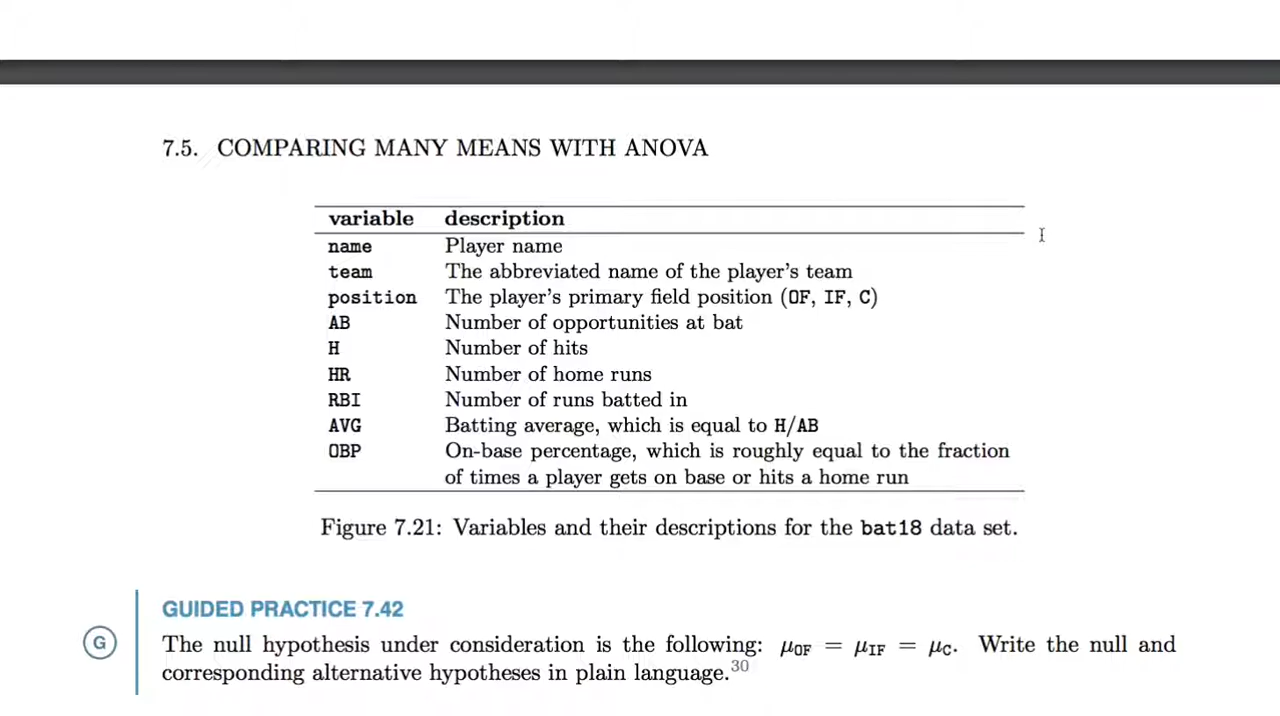 7.5. COMPARING MANY MEANS WITH ANOVA
variable description
name Player name
team The abbreviated name of the player's team
position The player's primary field position (OF, IF, C)
AB Number of opportunities at bat
H Number of hits
HR Number of home runs
RBI Number of runs batted in
AVG Batting average, which is equal to H/AB
OBP On-base percentage, which is roughly equal to the fraction
of times a player gets on base or hits a home run
Figure 7.21: Variables and their descriptions for the bat18 data set.
GUIDED PRACTICE 7.42
G The null hypothesis under consideration is the following: μOF = μIF = μC. Write the null and
corresponding alternative hypotheses in plain language.30